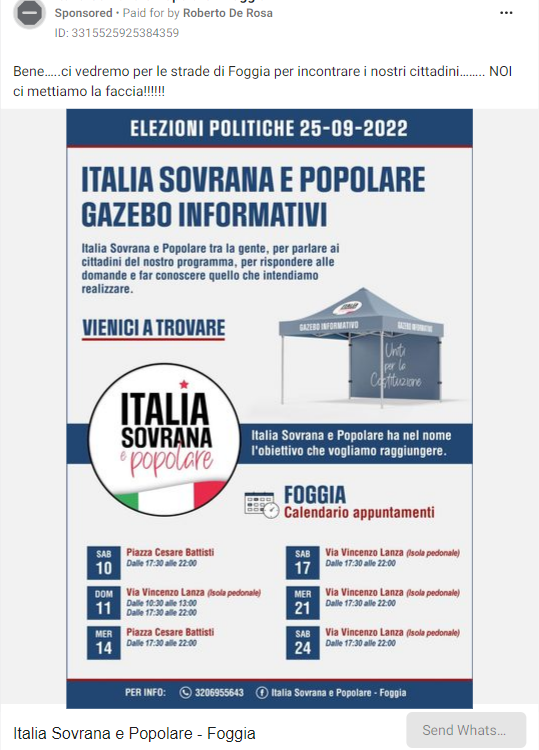 Sponsored • Paid for by Roberto De Rosa
ID: 3315525925384359
Bene.....ci vedremo per le strade di Foggia per incontrare i nostri cittadini........ NOI
ci mettiamo la faccia!!!!!!
ELEZIONI POLITICHE 25-09-2022
ITALIA SOVRANA E POPOLARE
GAZEBO INFORMATIVI
Italia Sovrana e Popolare tra la gente, per parlare ai
cittadini del nostro programma, per rispondere alle
domande e far conoscere quello che intendiamo
realizzare.
VIENICI A TROVARE
ITALIA
GAZEBO INFORMATIVO
GAZEBO INFORMATIVO
Uniti
per la
Costituzione
ITALIA
SOVRANA
e popolare
Italia Sovrana e Popolare ha nel nome
l'obiettivo che vogliamo raggiungere.
FOGGIA
Calendario appuntamenti
SAB
10
Piazza Cesare Battisti
Dalle 17:30 alle 22:00
DOM
11
Via Vincenzo Lanza (Isola pedonale)
Dalle 10:30 alle 13:00
Dalle 17:30 alle 22:00
MER
14
Piazza Cesare Battisti
Dalle 17:30 alle 22:00
SAB
17
Via Vincenzo Lanza (Isola pedonale)
Dalle 17:30 alle 22:00
MER
21
Via Vincenzo Lanza (Isola pedonale)
Dalle 17:30 alle 22:00
SAB
24
Via Vincenzo Lanza (Isola pedonale)
Dalle 17:30 alle 22:00
PER INFO: 3206955643 Italia Sovrana e Popolare - Foggia
Italia Sovrana e Popolare - Foggia
Send Whats...